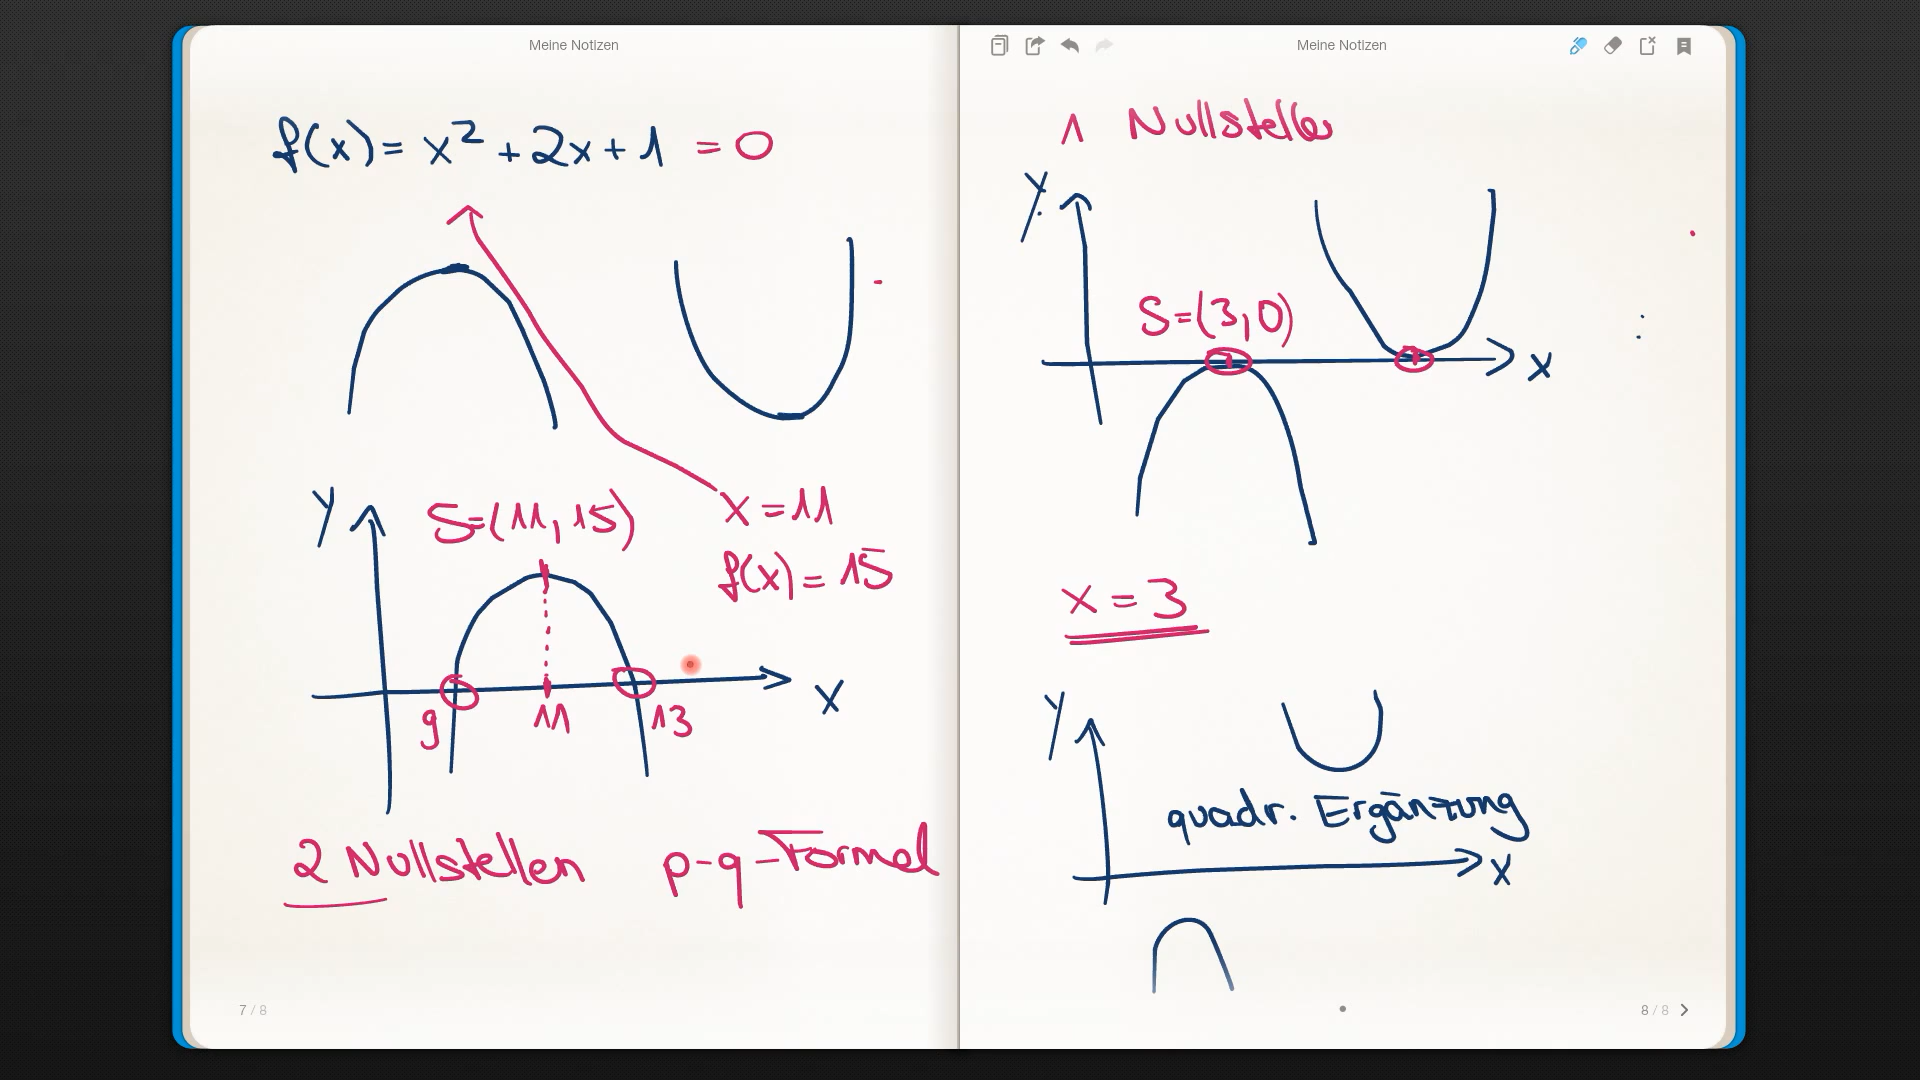 Meine Notizen
f(x) = x² + 2x + 1 = 0
y
S=(11, 15)
x = 11
f(x) = 15
9
11
13
x
2 Nullstellen
p-q-Formel
7 / 8
Meine Notizen
1 Nullstelle
y
S=(3,0)
x
x = 3
y
quadr. Ergänzung
x
8 / 8